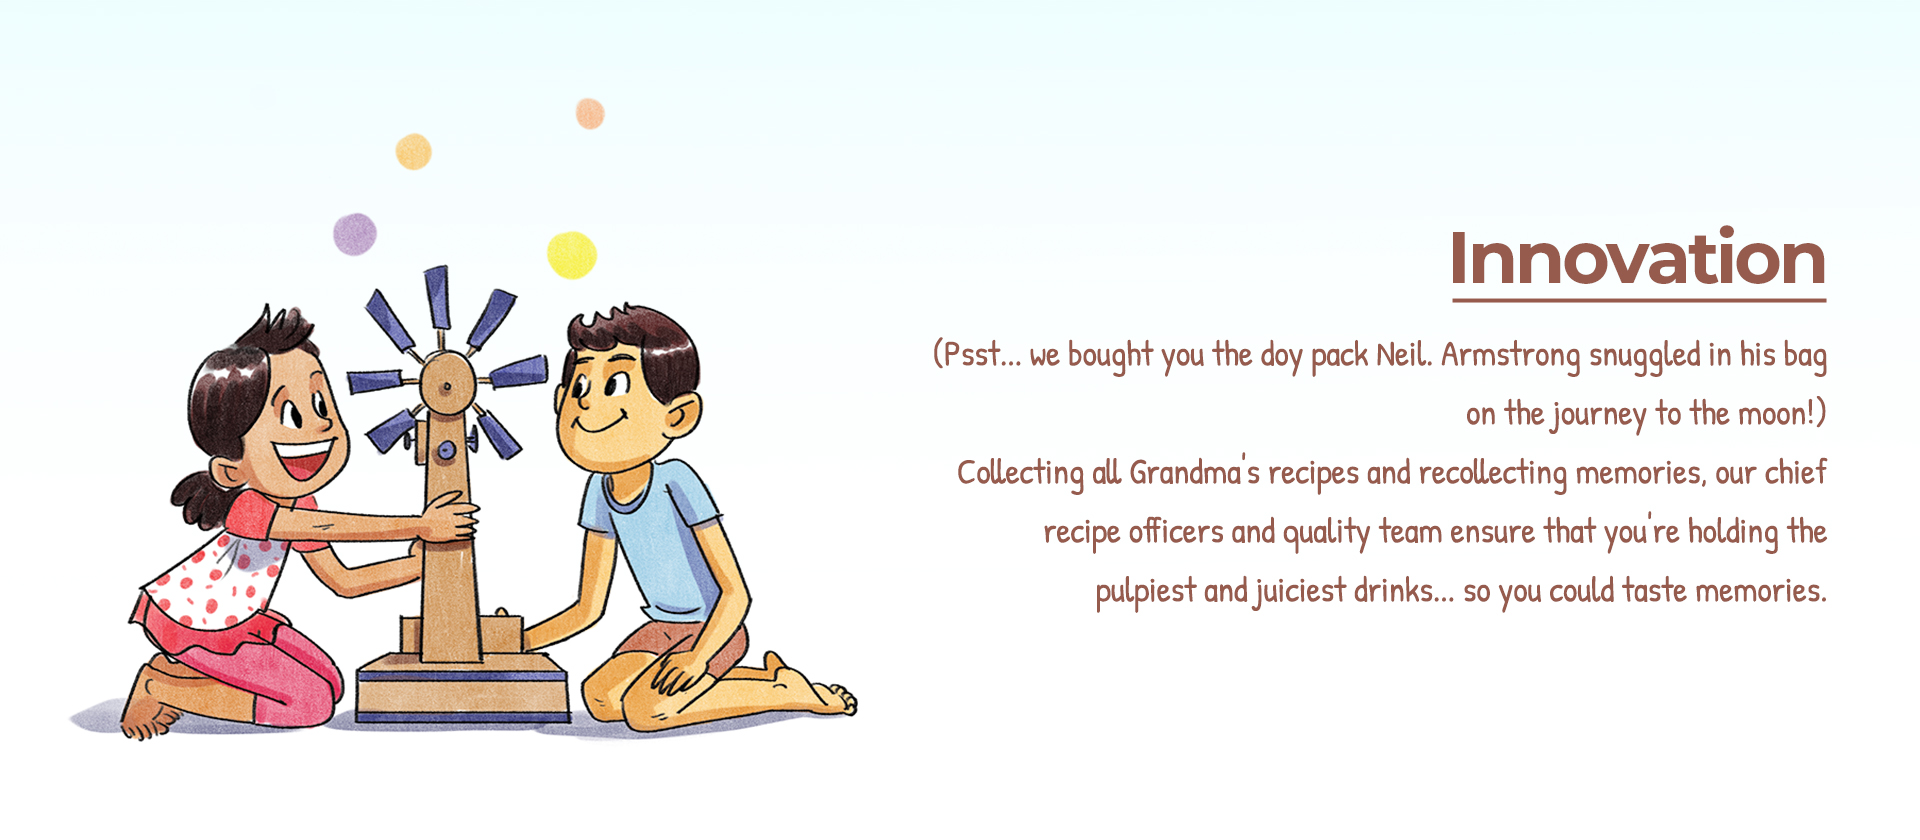 Innovation
(Psst... we bought you the doy pack Neil. Armstrong snuggled in his bag
on the journey to the moon!)
Collecting all Grandma's recipes and recollecting memories, our chief
recipe officers and quality team ensure that you're holding the
pulpiest and juiciest drinks... so you could taste memories.